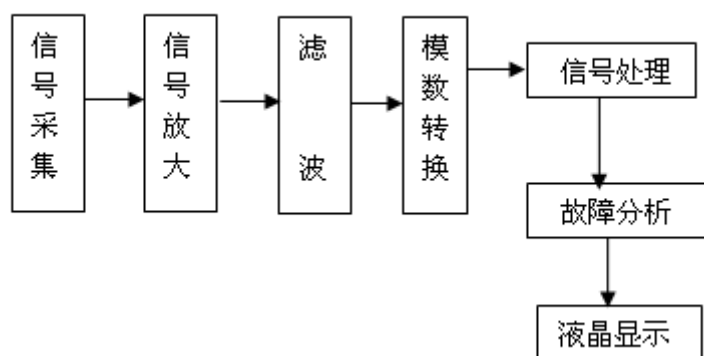 信号采集
信号放大
滤波
模数转换
信号处理
故障分析
液晶显示